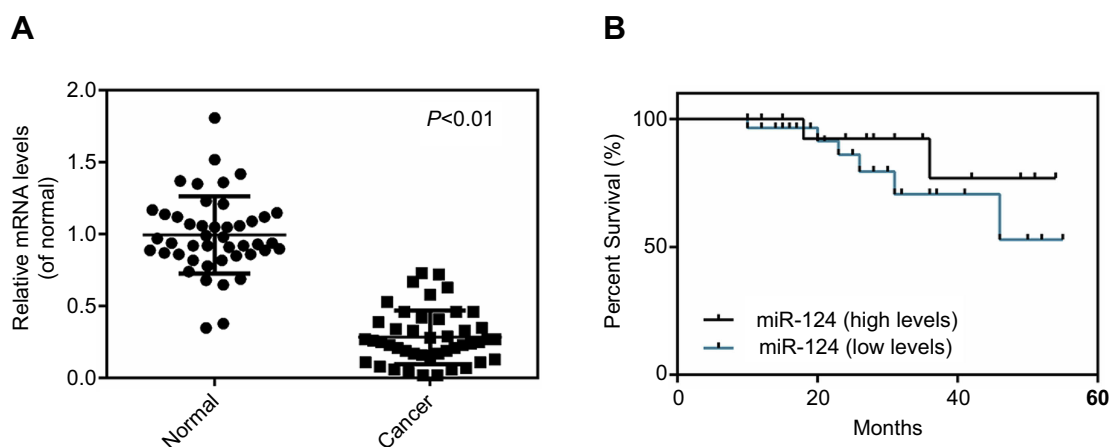 A
Relative mRNA levels
(of normal)
2.0
1.5
1.0
0.5
0.0
P<0.01
Normal
Cancer
B
Percent Survival (%)
100
50
0
miR-124 (high levels)
miR-124 (low levels)
0
20
40
60
Months